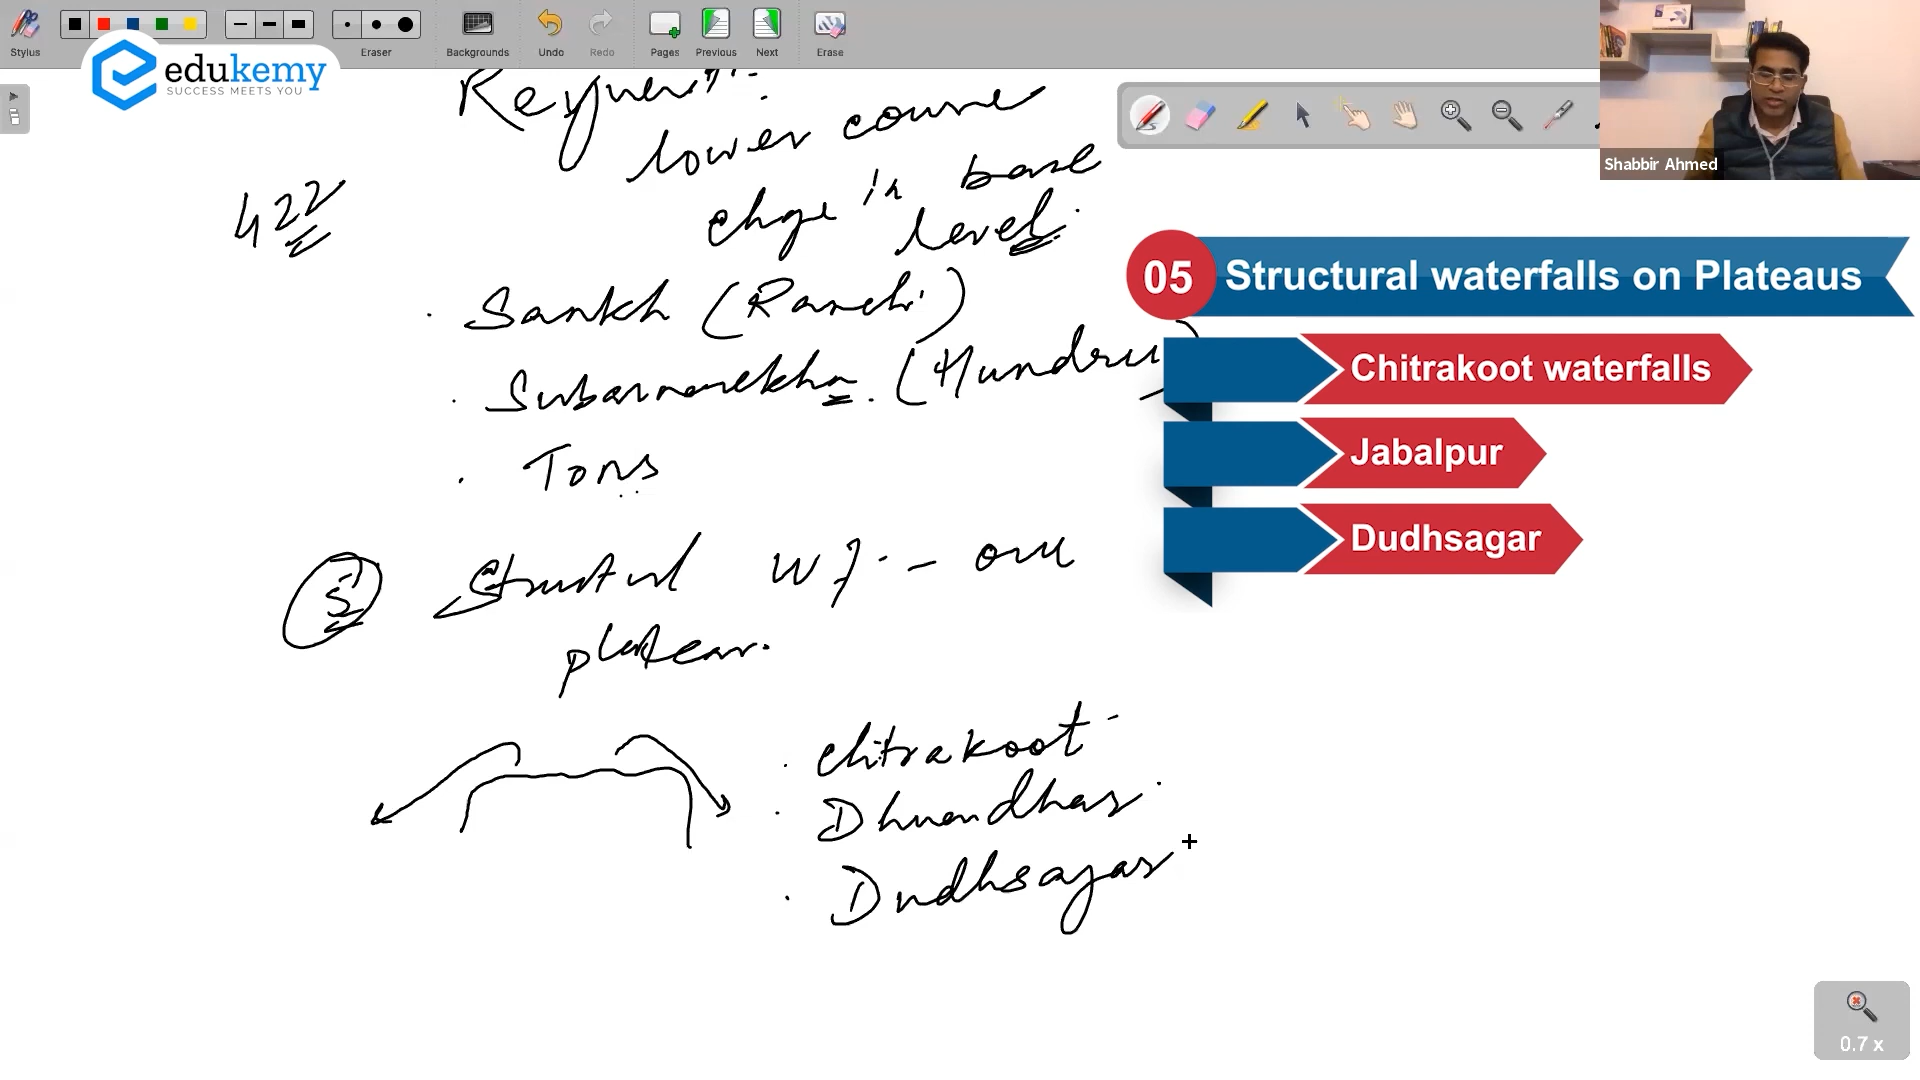 Stylus
Eraser
Backgrounds
Undo
Redo
Pages
Previous
Next
Erase
edukemy
SUCCESS MEETS YOU
Shabbir Ahmed
lower course
422
chge in base
level.
Sankh (Ranchi)
Subarnarekha. (Hundru)
Tons
5
Structurl wf. - on
plateau.
Chitrakoot
Dhuandhar
Dudhsagar
05 Structural waterfalls on Plateaus
Chitrakoot waterfalls
Jabalpur
Dudhsagar
0.7 x